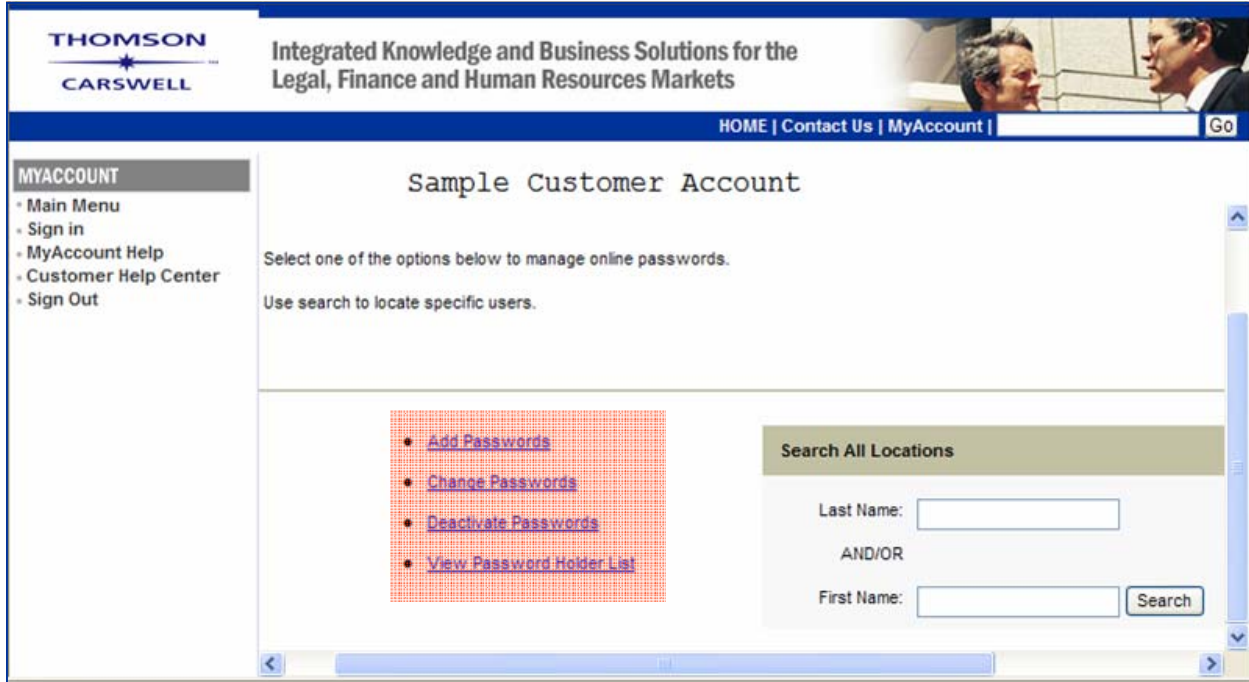 THOMSON
CARSWELL
Integrated Knowledge and Business Solutions for the
Legal, Finance and Human Resources Markets
HOME | Contact Us | MyAccount |
Go
MYACCOUNT
Main Menu
Sign in
MyAccount Help
Customer Help Center
Sign Out
Sample Customer Account
Select one of the options below to manage online passwords.
Use search to locate specific users.
Add Passwords
Change Passwords
Deactivate Passwords
View Password Holder List
Search All Locations
Last Name:
AND/OR
First Name:
Search